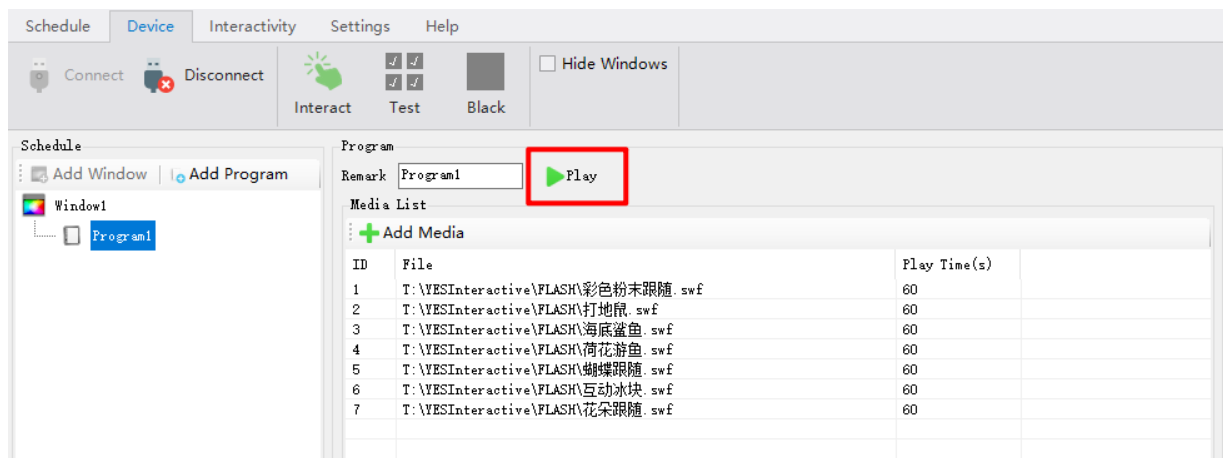 Schedule Device Interactivity Settings Help
Connect Disconnect
Interact Test Black
Hide Windows
Schedule
Add Window Add Program
Window1
Program1
Program
Remark Program1 Play
Media List
Add Media
ID File Play Time(s)
1 T:\YESInteractive\FLASH\彩色粉末跟随.swf 60
2 T:\YESInteractive\FLASH\打地鼠.swf 60
3 T:\YESInteractive\FLASH\海底鲨鱼.swf 60
4 T:\YESInteractive\FLASH\荷花游鱼.swf 60
5 T:\YESInteractive\FLASH\蝴蝶跟随.swf 60
6 T:\YESInteractive\FLASH\互动冰块.swf 60
7 T:\YESInteractive\FLASH\花朵跟随.swf 60